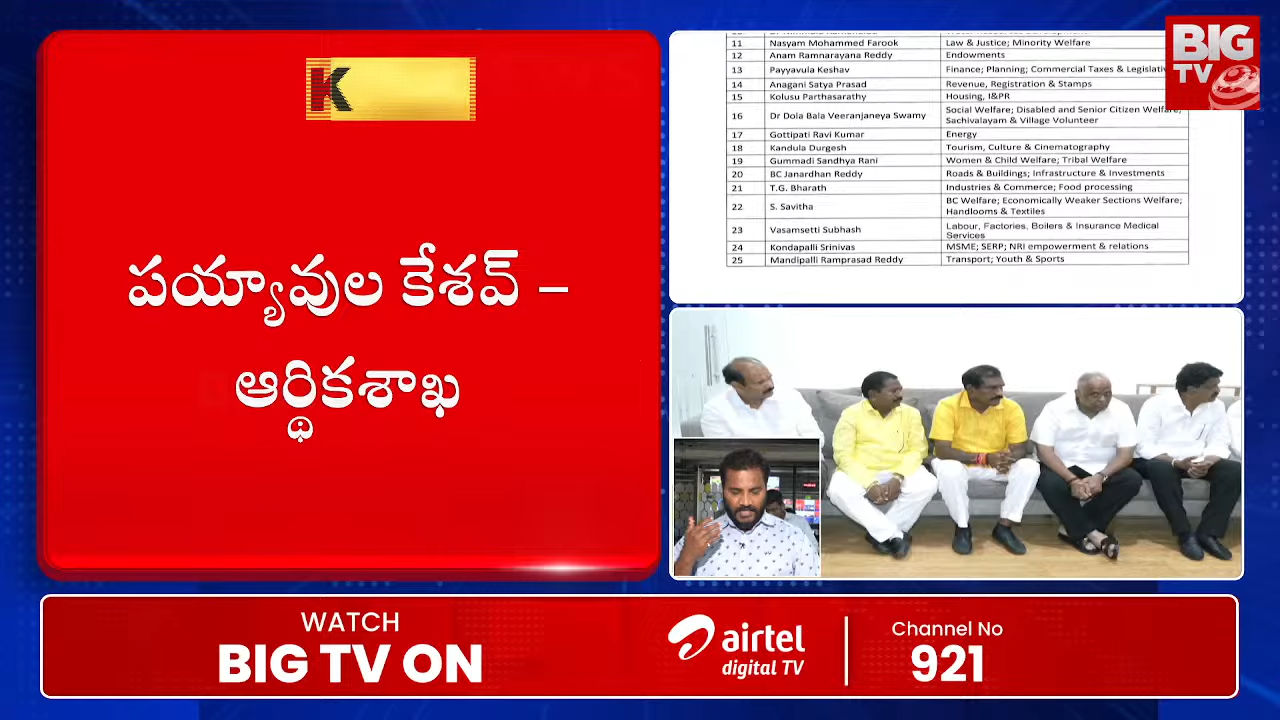 K
పయ్యావుల కేశవ్ –
ఆర్థికశాఖ
11 Nasyam Mohammed Farook Law & Justice; Minority Welfare
12 Anam Ramnarayana Reddy Endowments
13 Payyavula Keshav Finance; Planning; Commercial Taxes &
14 Anagani Satya Prasad Revenue, Registration & Stamps
15 Kolusu Parthasarathy Housing, I&PR
16 Dr Dola Bala Veeranjaneya Swamy Social Welfare; Disabled and Senior Citizen Welfare;
Sachivalayam & Village Volunteer
17 Gottipati Ravi Kumar Energy
18 Kandula Durgesh Tourism, Culture & Cinematography
19 Gummadi Sandhya Rani Women & Child Welfare; Tribal Welfare
20 BC Janardhan Reddy Roads & Buildings; Infrastructure & Investments
21 T.G. Bharath Industries & Commerce; Food processing
22 S. Savitha BC Welfare; Economically Weaker Sections Welfare;
Handlooms & Textiles
23 Vasamsetti Subhash Labour, Factories, Boilers & Insurance Medical
Services
24 Kondapalli Srinivas MSME; SERP; NRI empowerment & relations
25 Mandipalli Ramprasad Reddy Transport; Youth & Sports
BIG
TV
WATCH
BIG TV ON
airtel
digital TV
Channel No
921